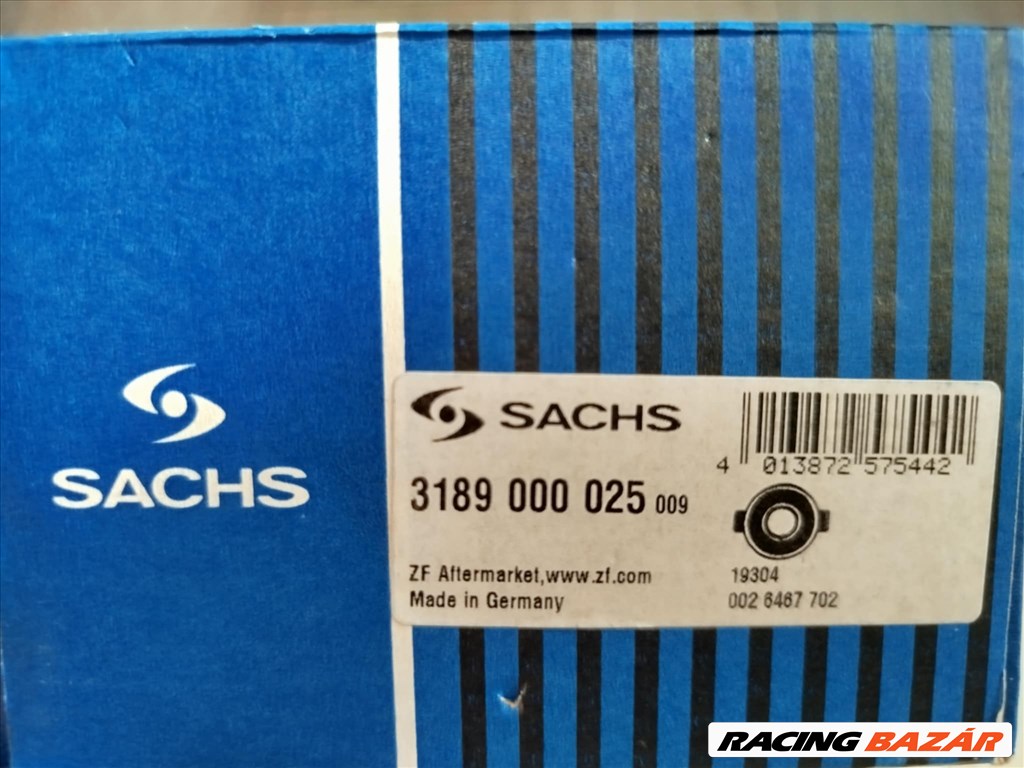 SACHS
SACHS
4 013872 575442
3189 000 025 009
ZF Aftermarket,www.zf.com
Made in Germany
19304
002 6467 702
RACING BAZÁR